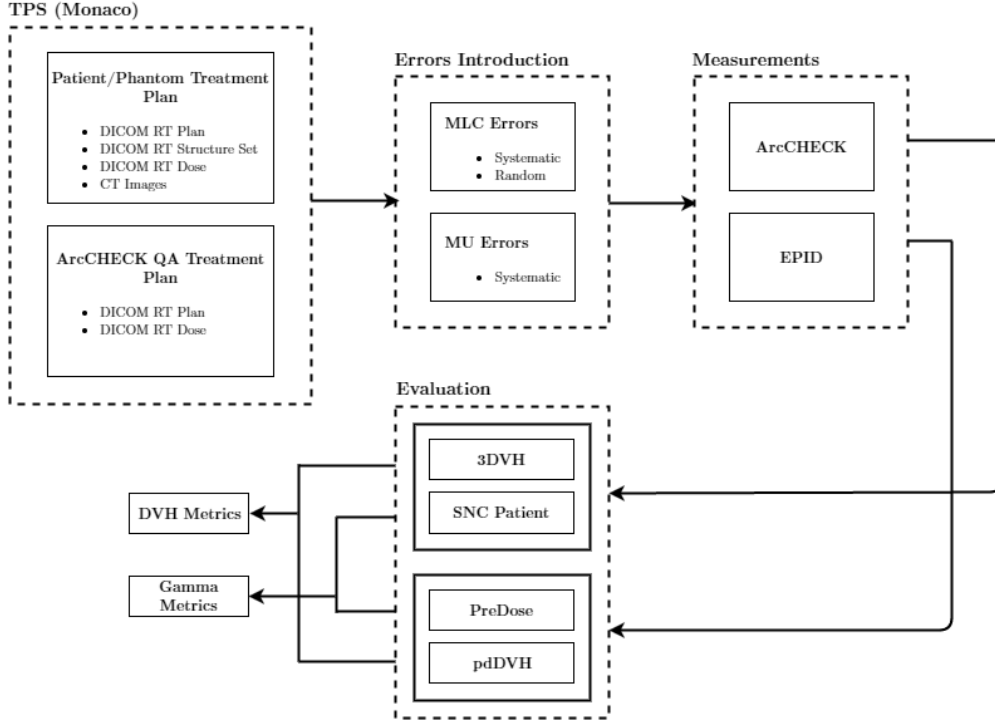 TPS (Monaco)
Patient/Phantom Treatment
Plan
• DICOM RT Plan
• DICOM RT Structure Set
• DICOM RT Dose
• CT Images
ArcCHECK QA Treatment
Plan
• DICOM RT Plan
• DICOM RT Dose
Errors Introduction
MLC Errors
• Systematic
• Random
MU Errors
• Systematic
Measurements
ArcCHECK
EPID
Evaluation
3DVH
SNC Patient
PreDose
pdDVH
DVH Metrics
Gamma
Metrics